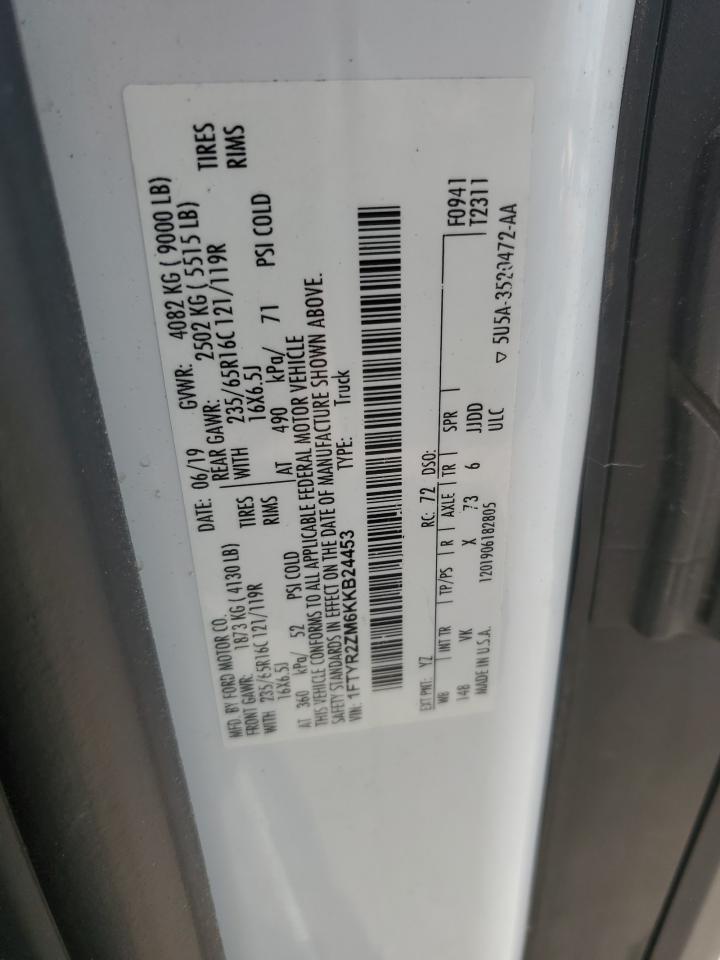 MFD. BY FORD MOTOR CO.
DATE: 06/19 GVWR: 4082 KG ( 9000 LB)
FRONT GAWR: 1873 KG ( 4130 LB)
REAR GAWR: 2502 KG ( 5515 LB)
WITH 235/65R16C 121/119R TIRES
WITH 235/65R16C 121/119R TIRES
16X6.5J RIMS
16X6.5J RIMS
AT 360 kPa/ 52 PSI COLD
AT 490 kPa/ 71 PSI COLD
THIS VEHICLE CONFORMS TO ALL APPLICABLE FEDERAL MOTOR VEHICLE
SAFETY STANDARDS IN EFFECT ON THE DATE OF MANUFACTURE SHOWN ABOVE.
VIN: 1FTYR2ZM6KKB24453 TYPE: Truck
EXT PNT: YZ RC: 72 DSO:
F0941
WB INT TR TP/PS R AXLE TR SPR
T2311
148 VK X 73 6 JJDD
MADE IN U.S.A. 1201906182805 ULC
▽ 5U5A-3520472-AA